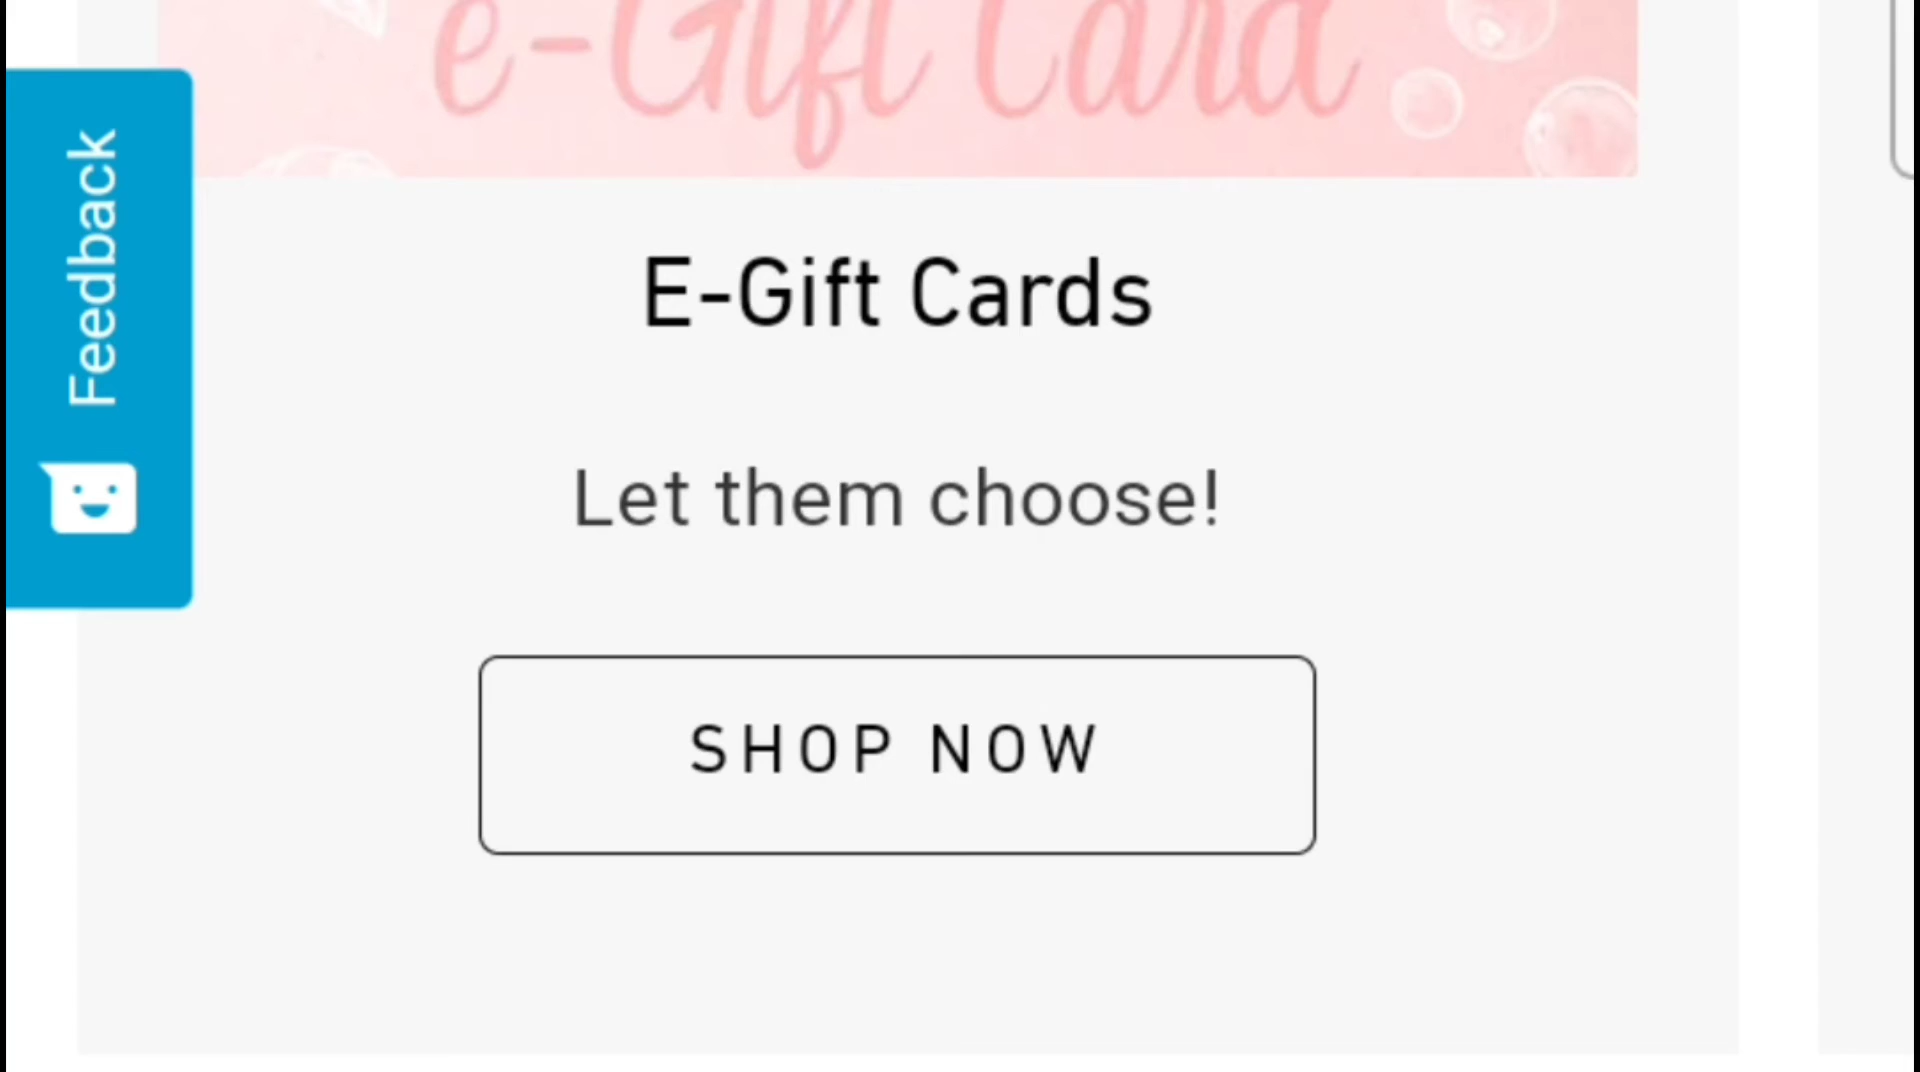 e-Gift Card
Feedback
E-Gift Cards
Let them choose!
SHOP NOW